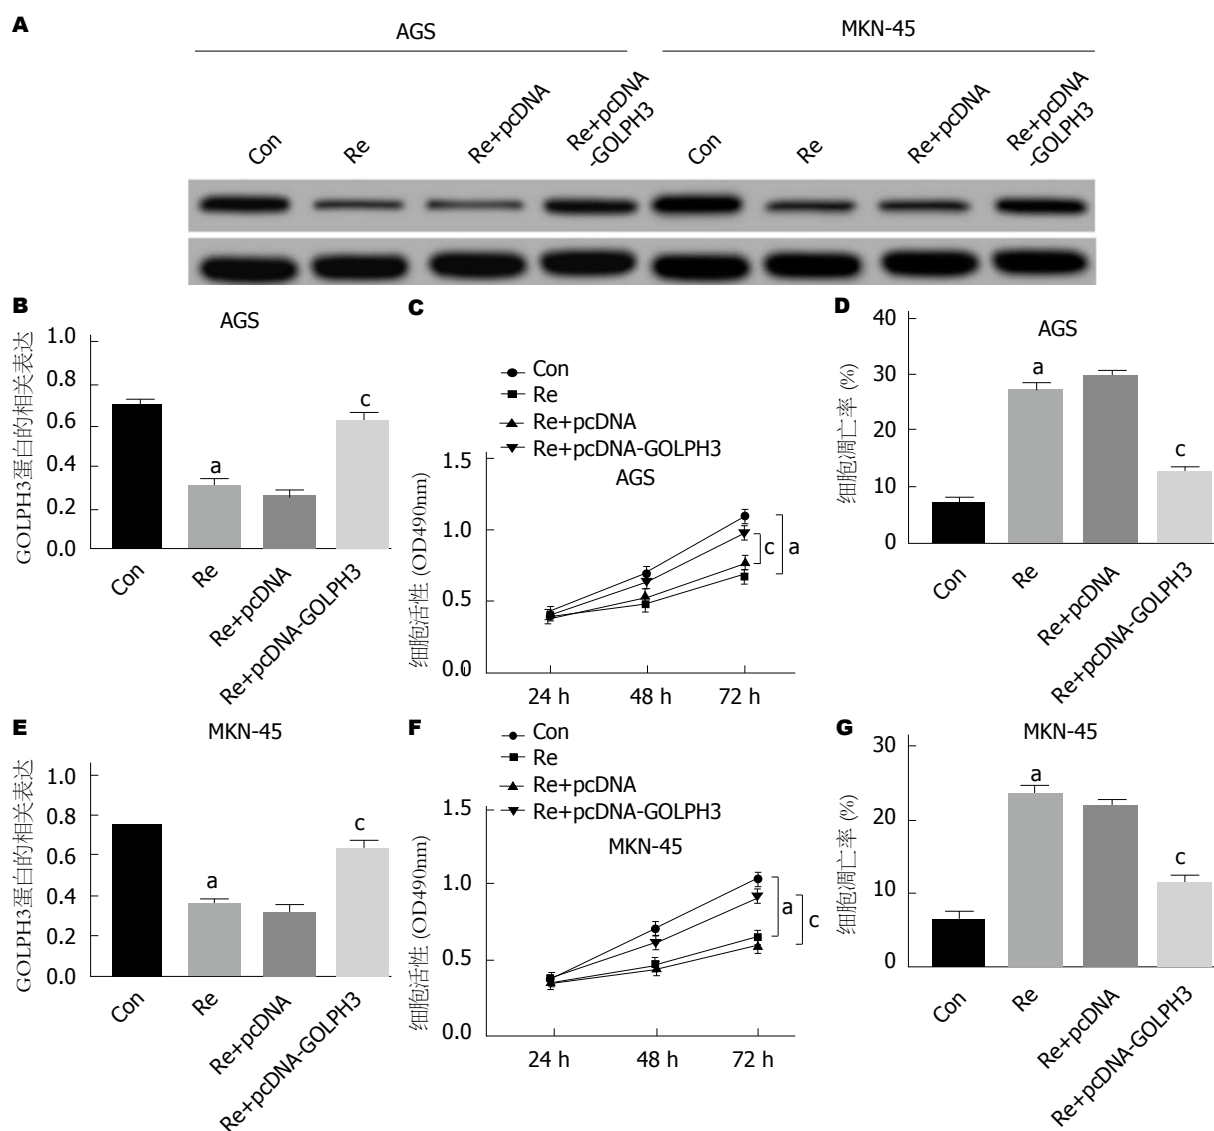 A
AGS
MKN-45
Con
Re
Re+pcDNA
Re+pcDNA
-GOLPH3
Con
Re
Re+pcDNA
Re+pcDNA
-GOLPH3
B
AGS
GOLPH3蛋白的相关表达
1.0
0.8
0.6
0.4
0.2
0.0
a
c
Con
Re
Re+pcDNA
Re+pcDNA-GOLPH3
C
Con
Re
Re+pcDNA
Re+pcDNA-GOLPH3
AGS
细胞活性 (OD490nm)
1.5
1.0
0.5
0.0
c
a
24 h
48 h
72 h
D
AGS
细胞凋亡率 (%)
40
30
20
10
0
a
c
Con
Re
Re+pcDNA
Re+pcDNA-GOLPH3
E
MKN-45
GOLPH3蛋白的相关表达
1.0
0.8
0.6
0.4
0.2
0.0
a
c
Con
Re
Re+pcDNA
Re+pcDNA-GOLPH3
F
Con
Re
Re+pcDNA
Re+pcDNA-GOLPH3
MKN-45
细胞活性 (OD490nm)
1.5
1.0
0.5
0.0
a
c
24 h
48 h
72 h
G
MKN-45
细胞凋亡率 (%)
30
20
10
0
a
c
Con
Re
Re+pcDNA
Re+pcDNA-GOLPH3